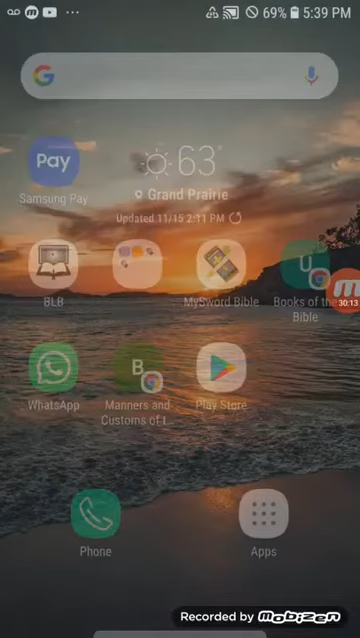 69% 5:39 PM
Pay
63°
Samsung Pay
Grand Prairie
Updated 11/15 2:11 PM
BLB
MySword Bible
U
Books of the
Bible
30:13
B
WhatsApp
Manners and
Customs of t...
Play Store
Phone
Apps
Recorded by mobizen